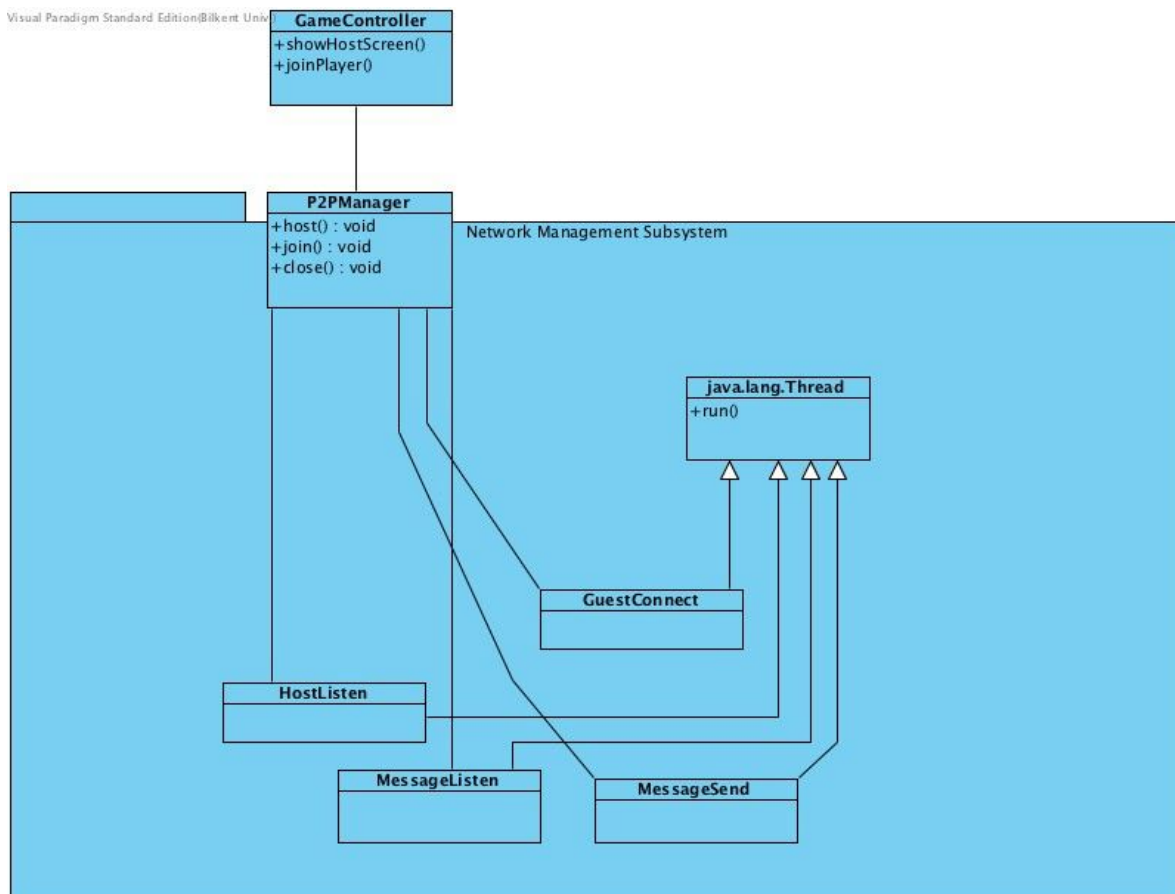 Visual Paradigm Standard Edition(Bilkent Univ.)
GameController
+showHostScreen()
+joinPlayer()
P2PManager
+host() : void
+join() : void
+close() : void
Network Management Subsystem
java.lang.Thread
+run()
GuestConnect
HostListen
MessageListen
MessageSend